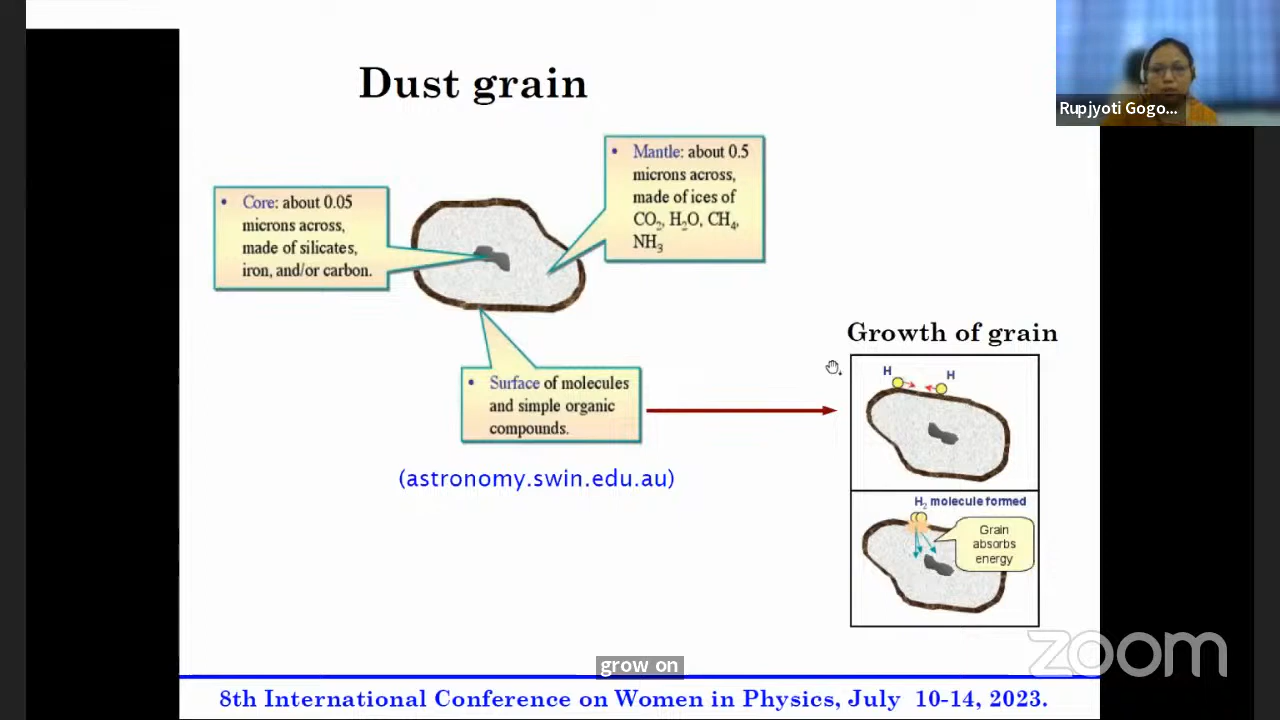 Dust grain
Rupjyoti Gogo...
• Mantle: about 0.5
microns across,
made of ices of
CO₂, H₂O, CH₄,
NH₃
• Core: about 0.05
microns across,
made of silicates,
iron, and/or carbon.
• Surface of molecules
and simple organic
compounds.
(astronomy.swin.edu.au)
Growth of grain
H H
H₂ molecule formed
Grain
absorbs
energy
zoom
grow on
8th International Conference on Women in Physics, July 10-14, 2023.